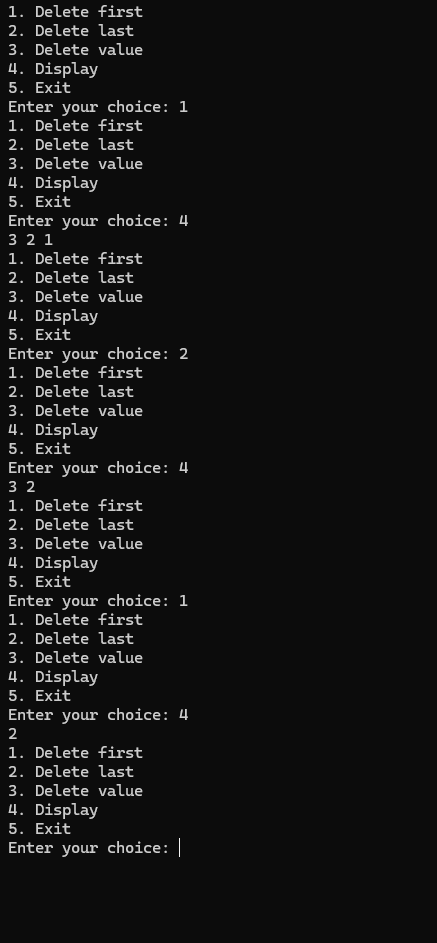 1. Delete first
2. Delete last
3. Delete value
4. Display
5. Exit
Enter your choice: 1
1. Delete first
2. Delete last
3. Delete value
4. Display
5. Exit
Enter your choice: 4
3 2 1
1. Delete first
2. Delete last
3. Delete value
4. Display
5. Exit
Enter your choice: 2
1. Delete first
2. Delete last
3. Delete value
4. Display
5. Exit
Enter your choice: 4
3 2
1. Delete first
2. Delete last
3. Delete value
4. Display
5. Exit
Enter your choice: 1
1. Delete first
2. Delete last
3. Delete value
4. Display
5. Exit
Enter your choice: 4
2
1. Delete first
2. Delete last
3. Delete value
4. Display
5. Exit
Enter your choice: